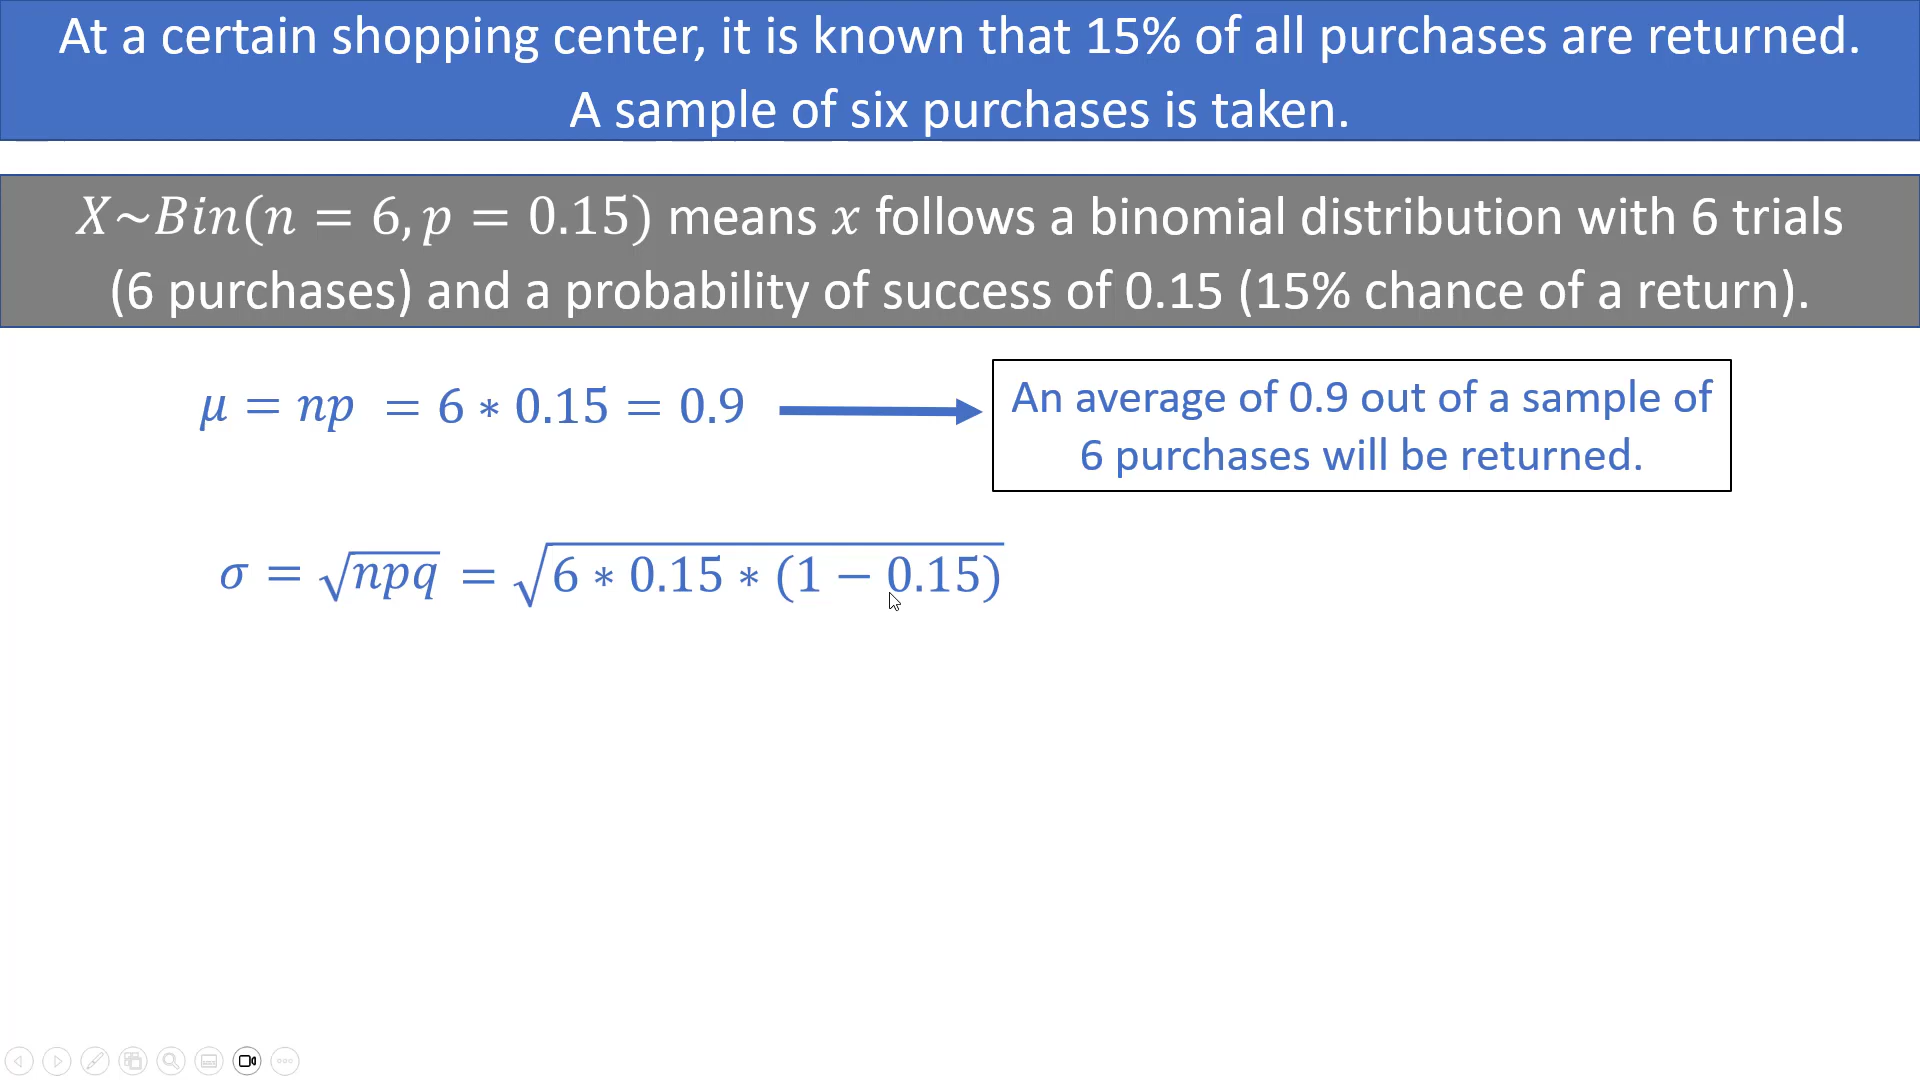 At a certain shopping center, it is known that 15% of all purchases are returned.
A sample of six purchases is taken.
X~Bin(n = 6, p = 0.15) means x follows a binomial distribution with 6 trials
(6 purchases) and a probability of success of 0.15 (15% chance of a return).
μ = np = 6 ∗ 0.15 = 0.9
An average of 0.9 out of a sample of
6 purchases will be returned.
σ = √npq = √6 ∗ 0.15 ∗ (1 − 0.15)